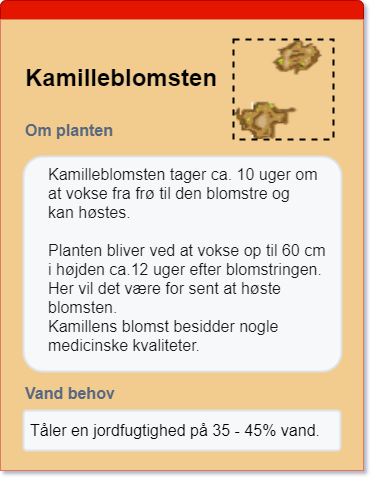 Kamilleblomsten
Om planten
Kamilleblomsten tager ca. 10 uger om
at vokse fra frø til den blomstre og
kan høstes.
Planten bliver ved at vokse op til 60 cm
i højden ca.12 uger efter blomstringen.
Her vil det være for sent at høste
blomsten.
Kamillens blomst besidder nogle
medicinske kvaliteter.
Vand behov
Tåler en jordfugtighed på 35 - 45% vand.